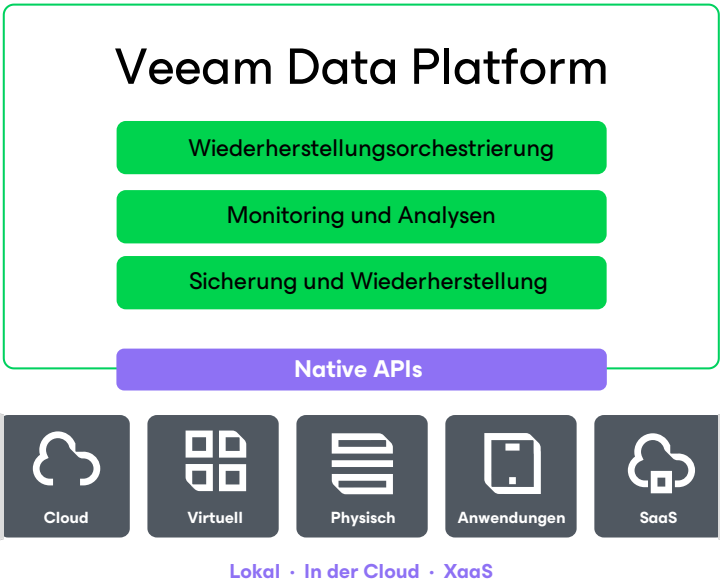 Veeam Data Platform
Wiederherstellungsorchestrierung
Monitoring und Analysen
Sicherung und Wiederherstellung
Native APIs
Cloud
Virtuell
Physisch
Anwendungen
SaaS
Lokal · In der Cloud · XaaS